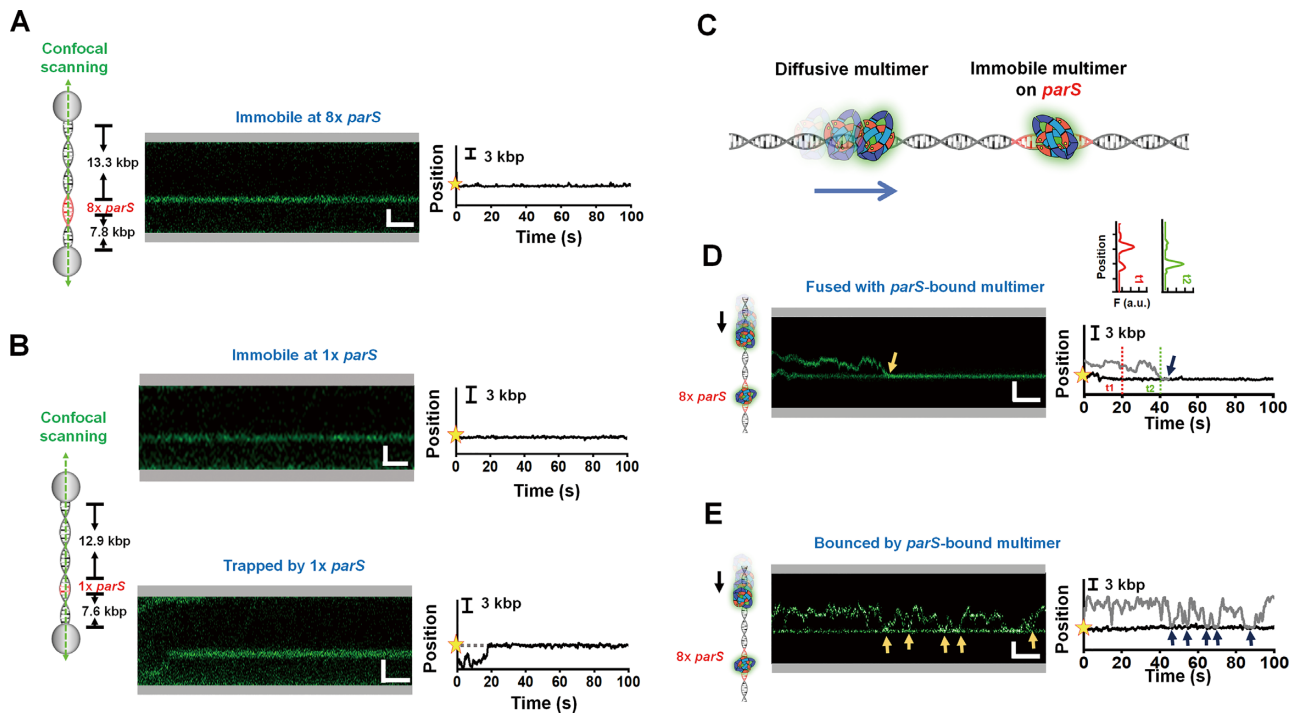 A
Confocal
scanning
13.3 kbp
8x parS
7.8 kbp
Immobile at 8x parS
Position
3 kbp
0 20 40 60 80 100
Time (s)
B
Confocal
scanning
12.9 kbp
1x parS
7.6 kbp
Immobile at 1x parS
Position
3 kbp
0 20 40 60 80 100
Time (s)
Trapped by 1x parS
Position
3 kbp
0 20 40 60 80 100
Time (s)
C
Diffusive multimer
Immobile multimer
on parS
D
Fused with parS-bound multimer
8x parS
Position
t1
t2
F (a.u.)
Position
3 kbp
t1
t2
0 20 40 60 80 100
Time (s)
E
Bounced by parS-bound multimer
8x parS
Position
3 kbp
0 20 40 60 80 100
Time (s)